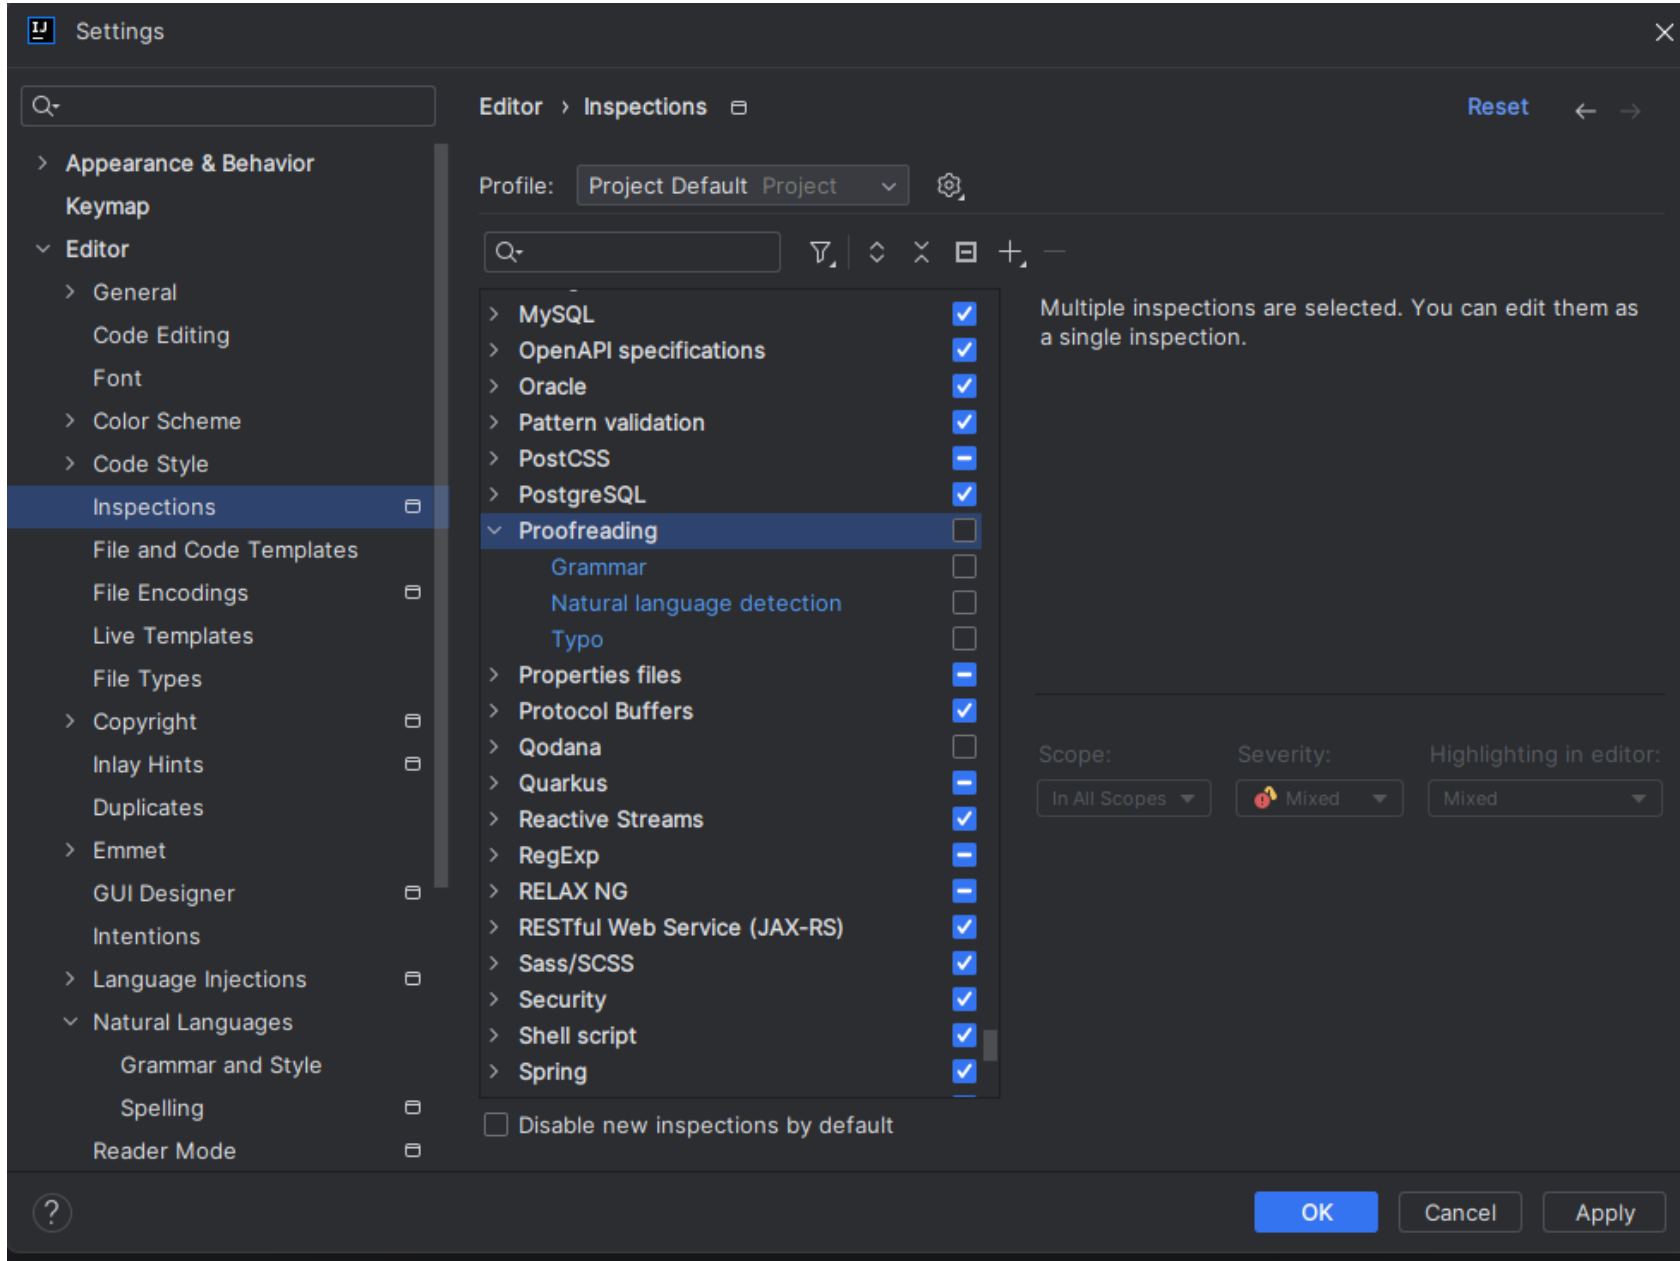 IJ
Settings
Editor › Inspections
Reset
Appearance & Behavior
Keymap
Editor
General
Code Editing
Font
Color Scheme
Code Style
Inspections
File and Code Templates
File Encodings
Live Templates
File Types
Copyright
Inlay Hints
Duplicates
Emmet
GUI Designer
Intentions
Language Injections
Natural Languages
Grammar and Style
Spelling
Reader Mode
Profile: Project Default Project
MySQL
OpenAPI specifications
Oracle
Pattern validation
PostCSS
PostgreSQL
Proofreading
Grammar
Natural language detection
Typo
Properties files
Protocol Buffers
Qodana
Quarkus
Reactive Streams
RegExp
RELAX NG
RESTful Web Service (JAX-RS)
Sass/SCSS
Security
Shell script
Spring
Disable new inspections by default
Multiple inspections are selected. You can edit them as
a single inspection.
Scope: Severity: Highlighting in editor:
In All Scopes Mixed Mixed
? OK Cancel Apply